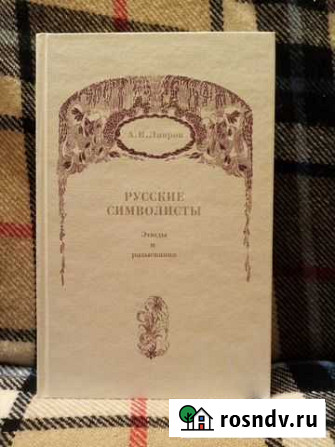 А. В. Лавров
РУССКИЕ
СИМВОЛИСТЫ
Этюды
и
разыскания
rosndv.ru